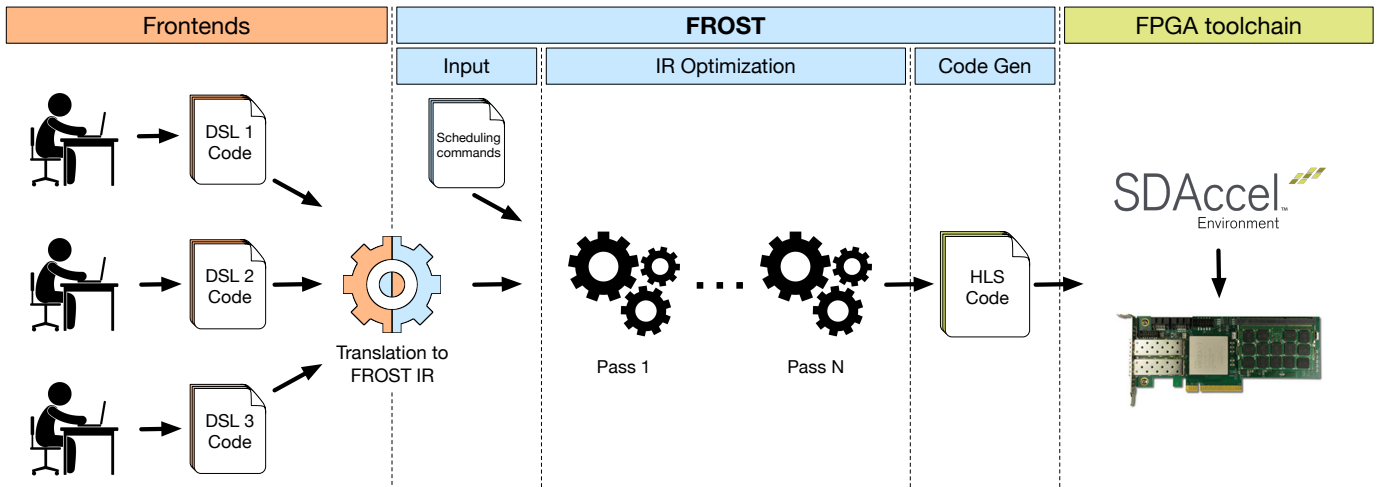 Frontends
FROST
FPGA toolchain
Input
IR Optimization
Code Gen
DSL 1
Code
Scheduling
commands
SDAccel™
Environment
DSL 2
Code
HLS
Code
Translation to
FROST IR
Pass 1
...
Pass N
DSL 3
Code